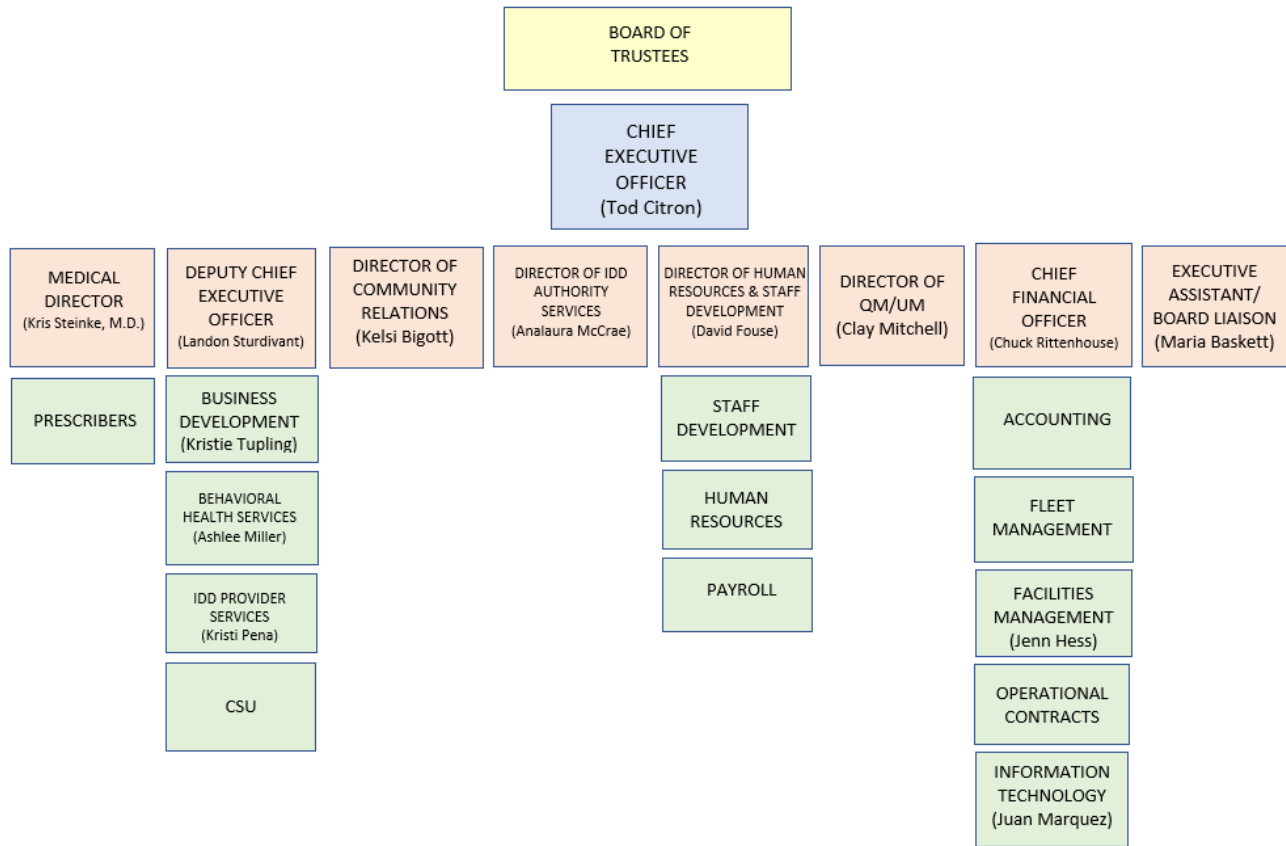 BOARD OF
TRUSTEES
CHIEF
EXECUTIVE
OFFICER
(Tod Citron)
MEDICAL
DIRECTOR
(Kris Steinke, M.D.)
DEPUTY CHIEF
EXECUTIVE
OFFICER
(Landon Sturdivant)
DIRECTOR OF
COMMUNITY
RELATIONS
(Kelsi Bigott)
DIRECTOR OF IDD
AUTHORITY
SERVICES
(Analaura McCrae)
DIRECTOR OF HUMAN
RESOURCES & STAFF
DEVELOPMENT
(David Fouse)
DIRECTOR OF
QM/UM
(Clay Mitchell)
CHIEF
FINANCIAL
OFFICER
(Chuck Rittenhouse)
EXECUTIVE
ASSISTANT/
BOARD LIAISON
(Maria Baskett)
PRESCRIBERS
BUSINESS
DEVELOPMENT
(Kristie Tupling)
BEHAVIORAL
HEALTH SERVICES
(Ashlee Miller)
IDD PROVIDER
SERVICES
(Kristi Pena)
CSU
STAFF
DEVELOPMENT
HUMAN
RESOURCES
PAYROLL
ACCOUNTING
FLEET
MANAGEMENT
FACILITIES
MANAGEMENT
(Jenn Hess)
OPERATIONAL
CONTRACTS
INFORMATION
TECHNOLOGY
(Juan Marquez)